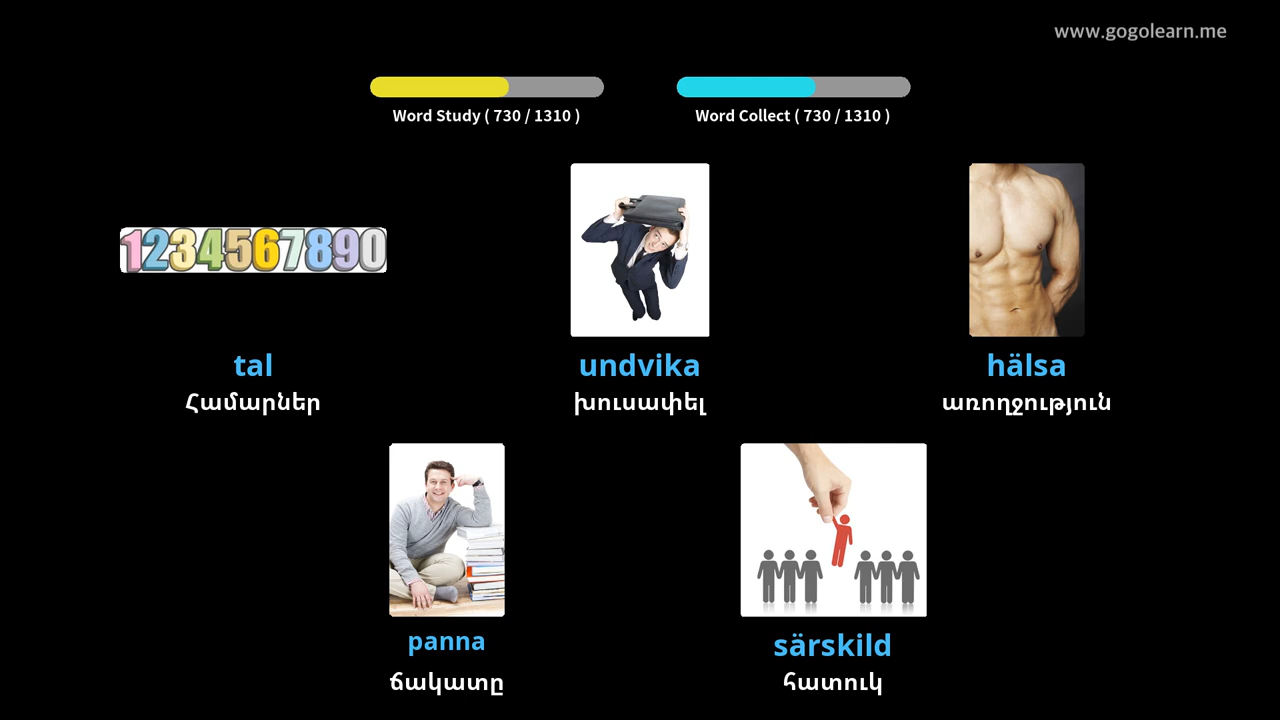 www.gogolearn.me
Word Study ( 730 / 1310 )
Word Collect ( 730 / 1310 )
1234567890
tal
Համարներ
undvika
խուսափել
hälsa
առողջություն
panna
ճակատը
särskild
հատուկ